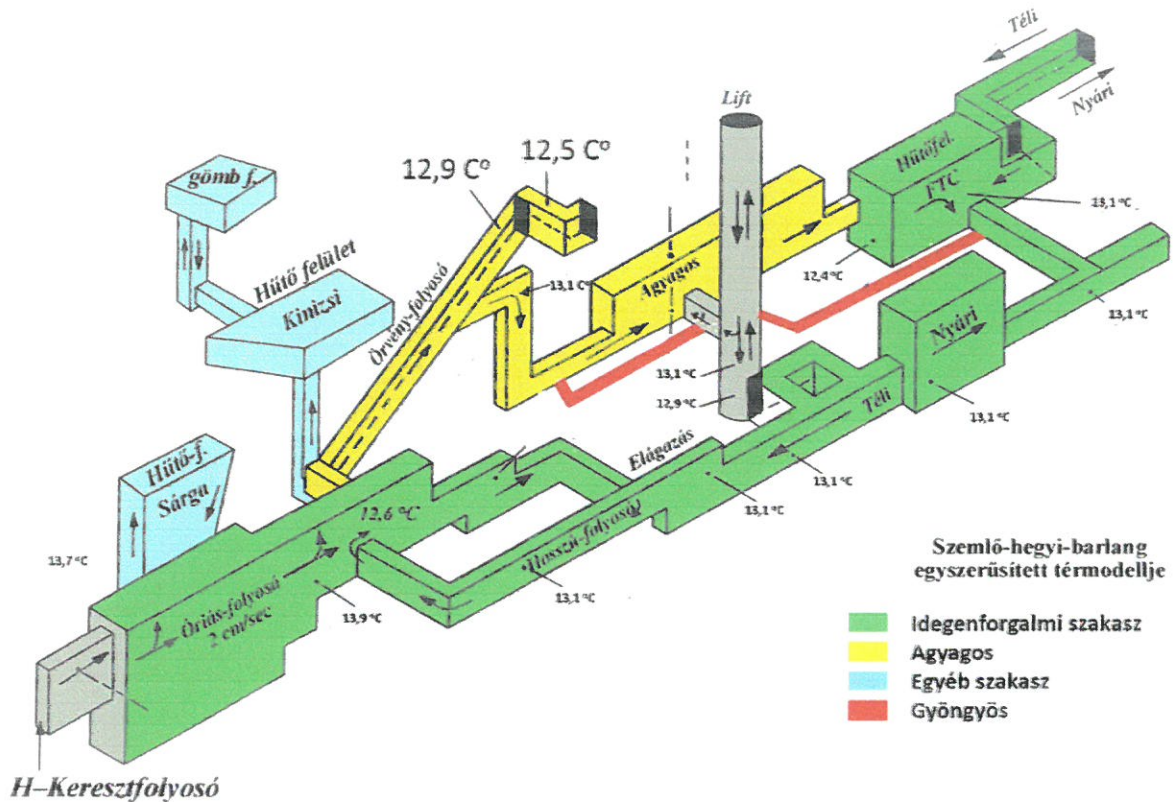 Téli
Nyári
Lift
Hűtőfel.
FTC
13,1 °C
12,5 C°
12,9 C°
gömb f.
Hűtő felület
Kinizsi
Örvény-folyosó
13,1 C°
Agyagos
12,4 °C
13,1 °C
Nyári
13,1 °C
12,9 °C
13,1 °C
Téli
Elágazás
13,1 °C
13,1 °C
Hűtő-f.
Sárga
13,7 °C
12,6 °C
Hosszú-folyosó
13,1 °C
Óriás-folyosó
2 cm/sec
13,9 °C
H–Keresztfolyosó
Szemlő-hegyi-barlang
egyszerűsített térmodellje
Idegenforgalmi szakasz
Agyagos
Egyéb szakasz
Gyöngyös